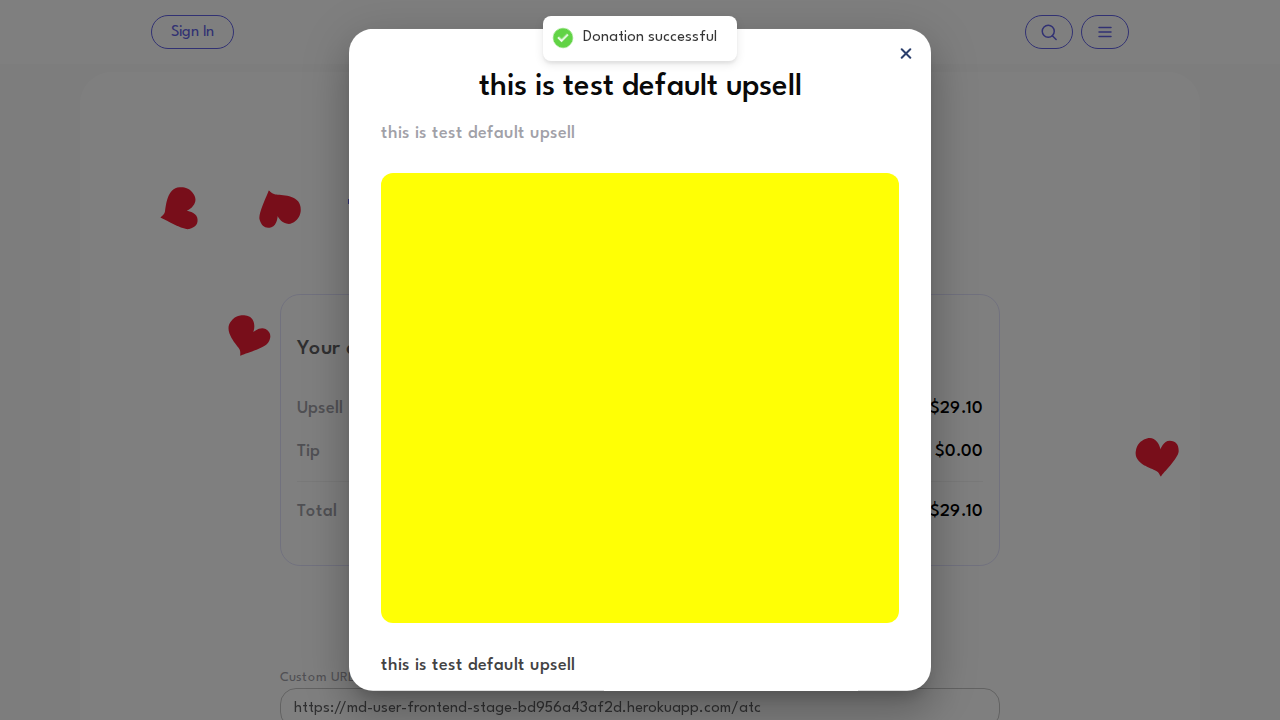 Sign In
Donation successful
this is test default upsell
this is test default upsell
Your
Upsell
$29.10
Tip
$0.00
Total
$29.10
this is test default upsell
Custom URL
https://md-user-frontend-stage-bd956a43af2d.herokuapp.com/atc